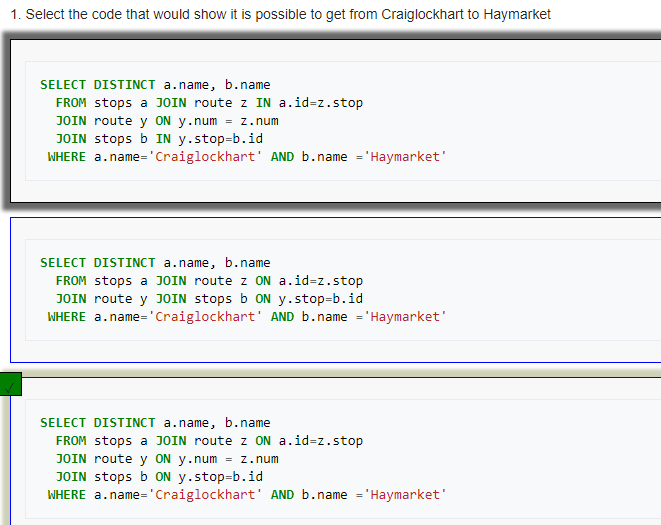 1. Select the code that would show it is possible to get from Craiglockhart to Haymarket
SELECT DISTINCT a.name, b.name
FROM stops a JOIN route z IN a.id=z.stop
JOIN route y ON y.num = z.num
JOIN stops b IN y.stop=b.id
WHERE a.name='Craiglockhart' AND b.name ='Haymarket'
SELECT DISTINCT a.name, b.name
FROM stops a JOIN route z ON a.id=z.stop
JOIN route y JOIN stops b ON y.stop=b.id
WHERE a.name='Craiglockhart' AND b.name ='Haymarket'
SELECT DISTINCT a.name, b.name
FROM stops a JOIN route z ON a.id=z.stop
JOIN route y ON y.num = z.num
JOIN stops b ON y.stop=b.id
WHERE a.name='Craiglockhart' AND b.name ='Haymarket'